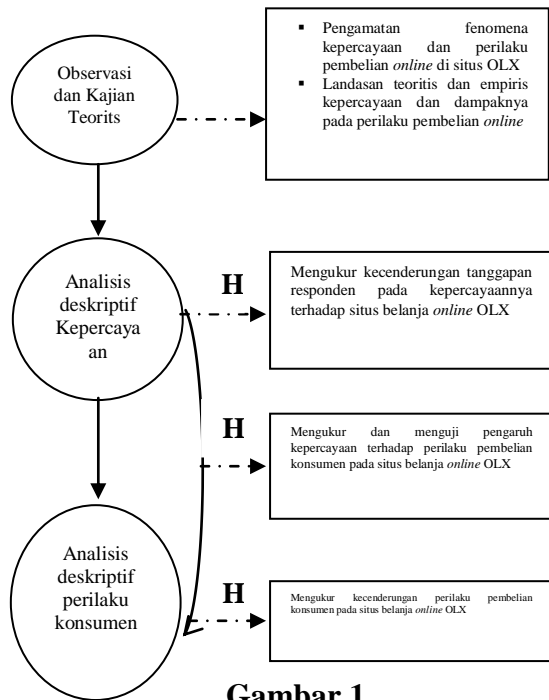 Observasi
dan Kajian
Teorits
▪ Pengamatan fenomena
kepercayaan dan perilaku
pembelian online di situs OLX
▪ Landasan teoritis dan empiris
kepercayaan dan dampaknya
pada perilaku pembelian online
Analisis
deskriptif
Kepercaya
an
H
Mengukur kecenderungan tanggapan
responden pada kepercayaannya
terhadap situs belanja online OLX
H
Mengukur dan menguji pengaruh
kepercayaan terhadap perilaku pembelian
konsumen pada situs belanja online OLX
Analisis
deskriptif
perilaku
konsumen
H
Mengukur kecenderungan perilaku pembelian
konsumen pada situs belanja online OLX
Gambar 1